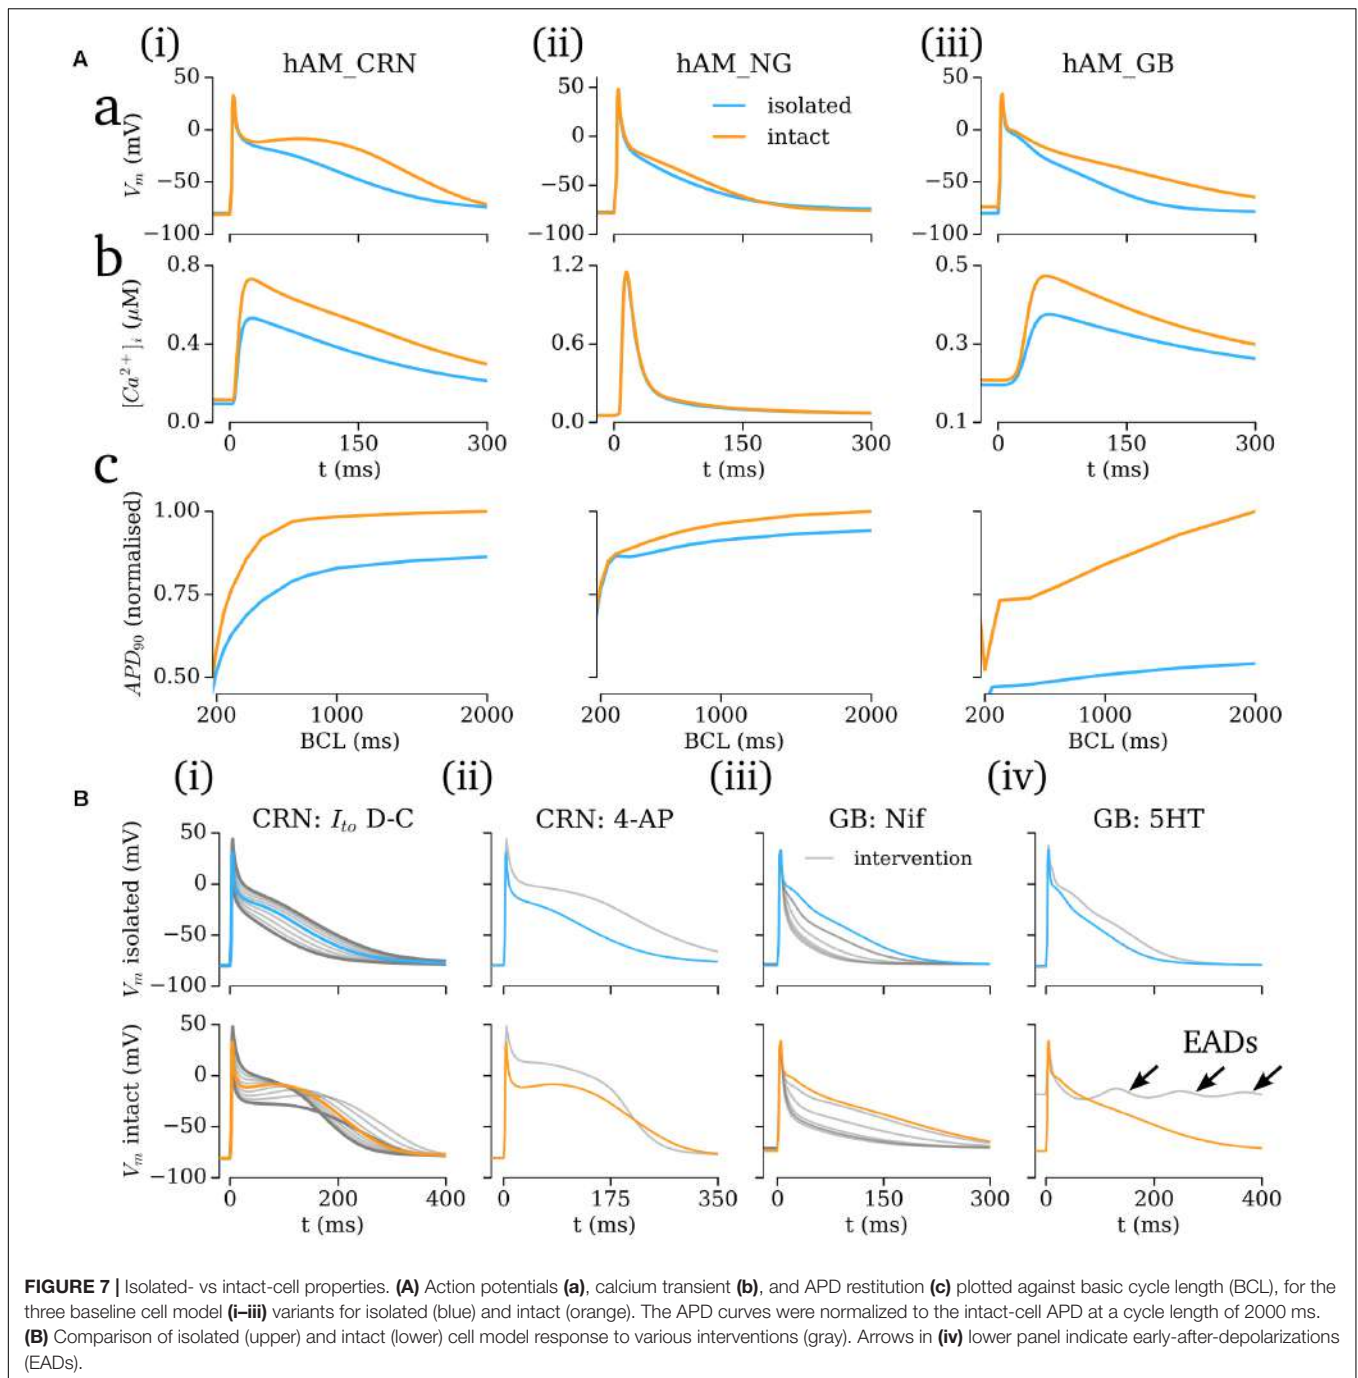 A
(i)
(ii)
(iii)
hAM_CRN
hAM_NG
hAM_GB
a
V_m (mV)
50
0
−50
−100
50
0
−50
−100
isolated
intact
50
0
−50
−100
b
[Ca²⁺]_i (μM)
0.8
0.4
0.0
1.2
0.6
0.0
0.5
0.3
0.1
0
150
300
t (ms)
0
150
300
t (ms)
0
150
300
t (ms)
c
APD₉₀ (normalised)
1.00
0.75
0.50
200
1000
2000
BCL (ms)
200
1000
2000
BCL (ms)
200
1000
2000
BCL (ms)
B
(i)
(ii)
(iii)
(iv)
CRN: I_to D-C
CRN: 4-AP
GB: Nif
GB: 5HT
V_m isolated (mV)
50
0
−50
−100
intervention
V_m intact (mV)
50
0
−50
−100
EADs
0
200
400
t (ms)
0
175
350
t (ms)
0
150
300
t (ms)
0
200
400
t (ms)
FIGURE 7 | Isolated- vs intact-cell properties. (A) Action potentials (a), calcium transient (b), and APD restitution (c) plotted against basic cycle length (BCL), for the
three baseline cell model (i–iii) variants for isolated (blue) and intact (orange). The APD curves were normalized to the intact-cell APD at a cycle length of 2000 ms.
(B) Comparison of isolated (upper) and intact (lower) cell model response to various interventions (gray). Arrows in (iv) lower panel indicate early-after-depolarizations
(EADs).